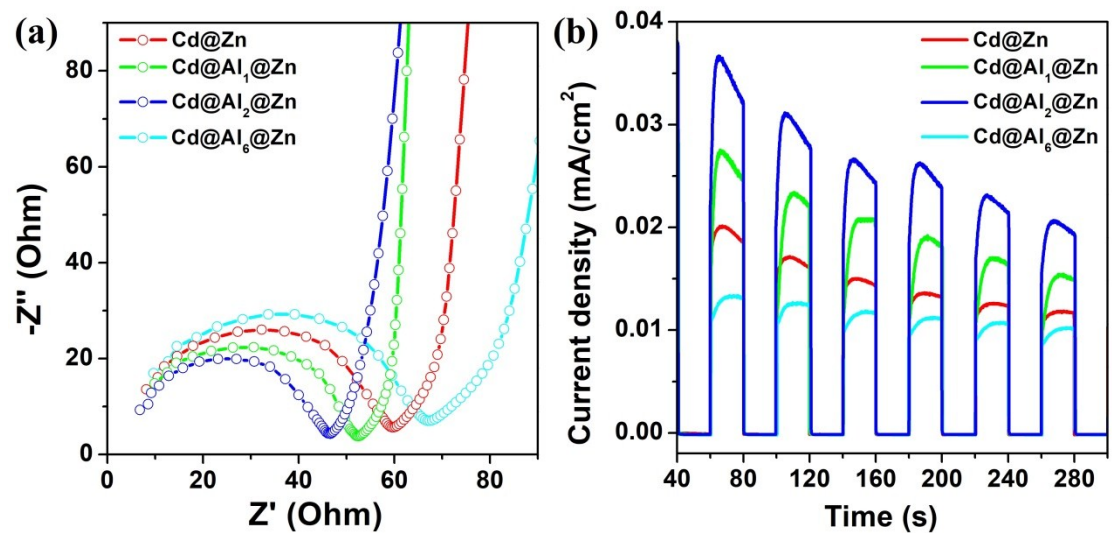 (a)
Cd@Zn
Cd@Al1@Zn
Cd@Al2@Zn
Cd@Al6@Zn
80
60
40
20
0
0 20 40 60 80
-Z'' (Ohm)
Z' (Ohm)
(b)
Cd@Zn
Cd@Al1@Zn
Cd@Al2@Zn
Cd@Al6@Zn
0.04
0.03
0.02
0.01
0.00
40 80 120 160 200 240 280
Current density (mA/cm2)
Time (s)